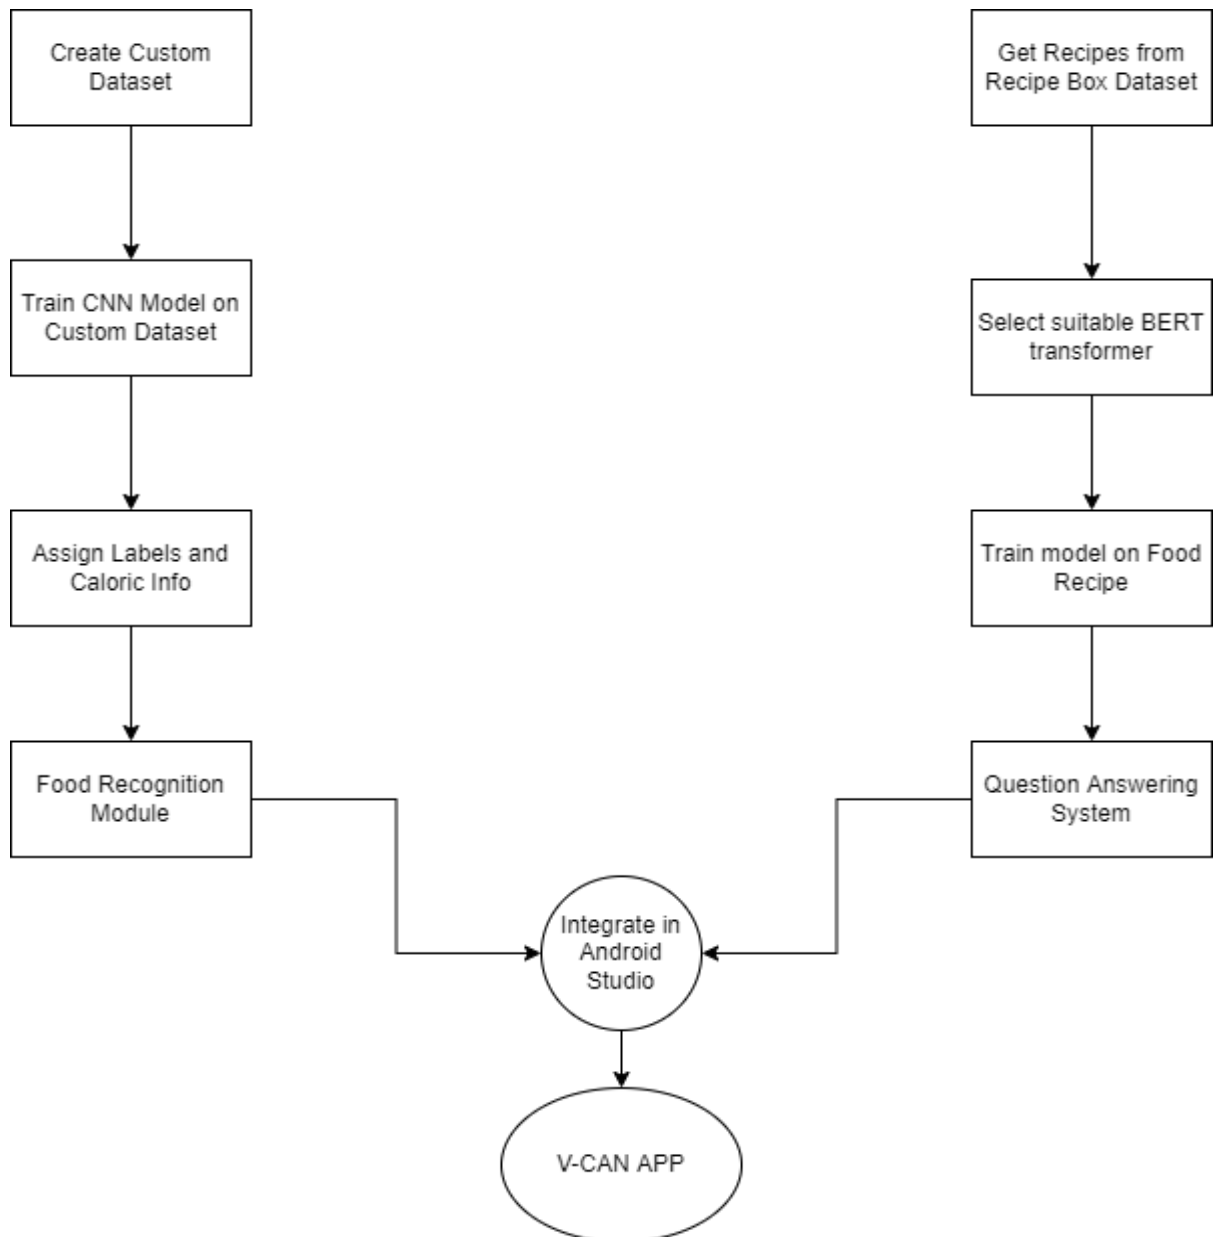 Create Custom
Dataset
Get Recipes from
Recipe Box Dataset
Train CNN Model on
Custom Dataset
Select suitable BERT
transformer
Assign Labels and
Caloric Info
Train model on Food
Recipe
Food Recognition
Module
Question Answering
System
Integrate in
Android
Studio
V-CAN APP